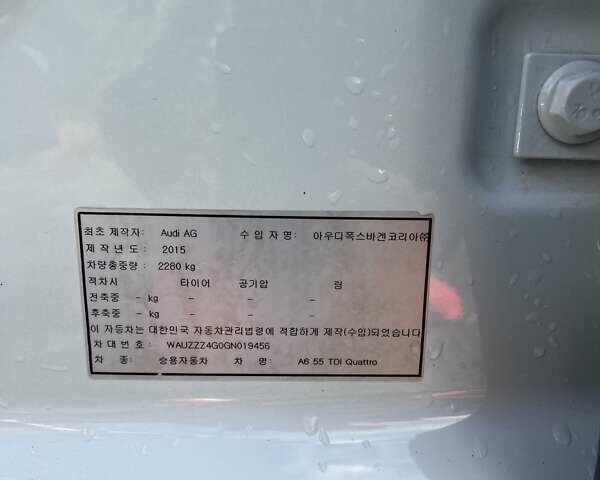 최초 제작자: Audi AG 수 입 자 명: 아우디폭스바겐코리아㈜
제 작 년 도 : 2015
차량총중량 : 2280 kg
적차시 타이어 공기압 점
전축중 - kg - -
후축중 - kg - -
이 자동차는 대한민국 자동차관리법령에 적합하게 제작(수입)되었습니다
차 대 번 호 : WAUZZZ4G0GN019456
차 종: 승용자동차 차 명: A6 55 TDI Quattro